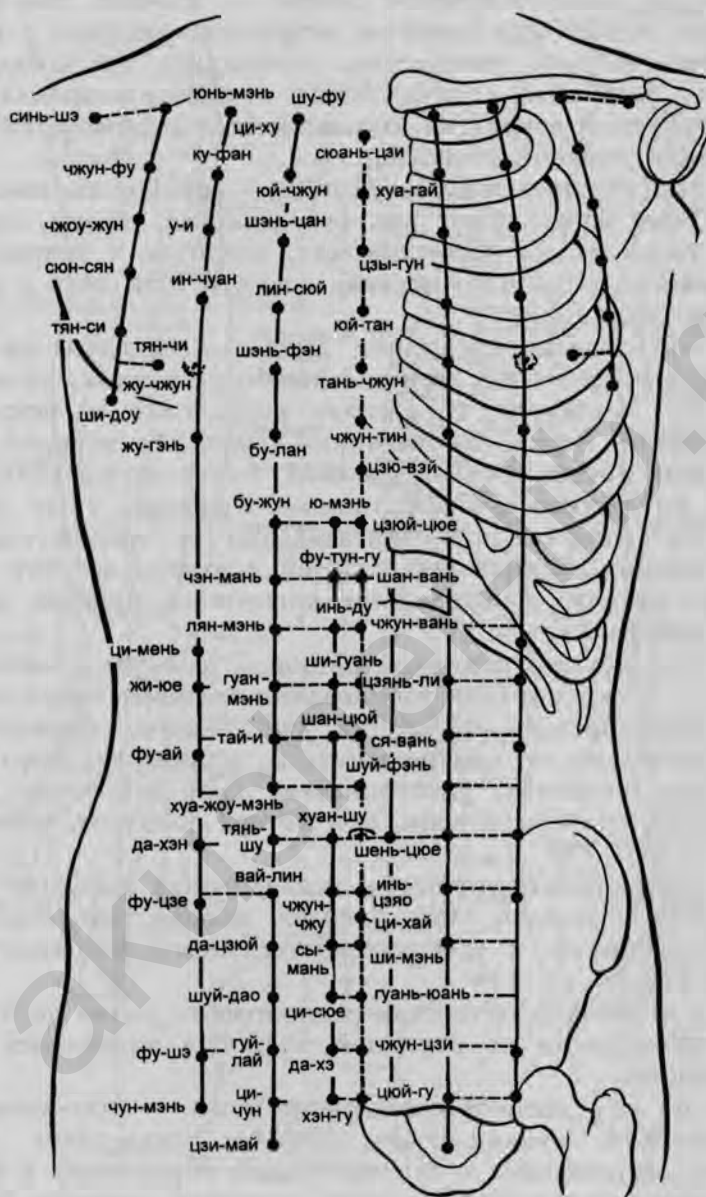 юнь-мэнь
шу-фу
синь-шэ
ци-ху
ку-фан
сюань-цзи
чжун-фу
юй-чжун
хуа-гай
чжоу-жун
у-и
шэнь-цан
сюн-сян
ин-чуан
цзы-гун
лин-сюй
тян-си
юй-тан
тян-чи
шэнь-фэн
жу-чжун
тань-чжун
ши-доу
жу-гэнь
бу-лан
чжун-тин
цзю-вэй
бу-жун
ю-мэнь
цзюй-цюе
фу-тун-гу
чэн-мань
шан-вань
инь-ду
лян-мэнь
чжун-вань
ци-мень
ши-гуань
жи-юе
гуан-
мэнь
цзянь-ли
шан-цюй
тай-и
ся-вань
фу-ай
шуй-фэнь
хуа-жоу-мэнь
хуан-шу
тянь-
шу
да-хэн
шень-цюе
вай-лин
инь-
цзяо
фу-цзе
чжун-
чжу
ци-хай
да-цзюй
сы-
мань
ши-мэнь
шуй-дао
гуань-юань
ци-сюе
гуй-
лай
чжун-цзи
фу-шэ
да-хэ
ци-
чун
цюй-гу
чун-мэнь
хэн-гу
цзи-май